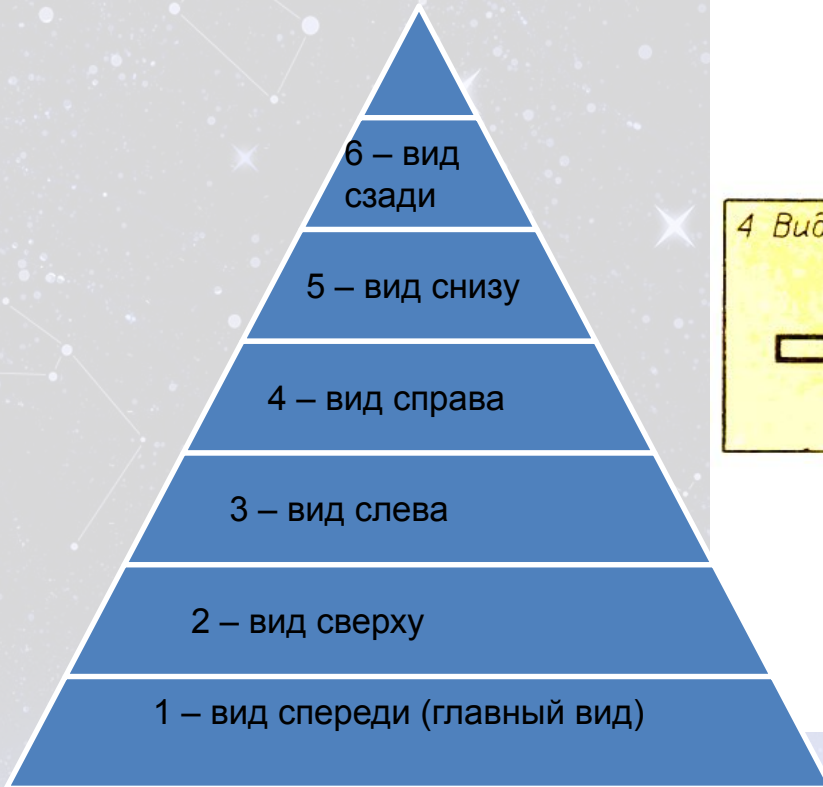 6 – вид
сзади
5 – вид снизу
4 – вид справа
3 – вид слева
2 – вид сверху
1 – вид спереди (главный вид)
4